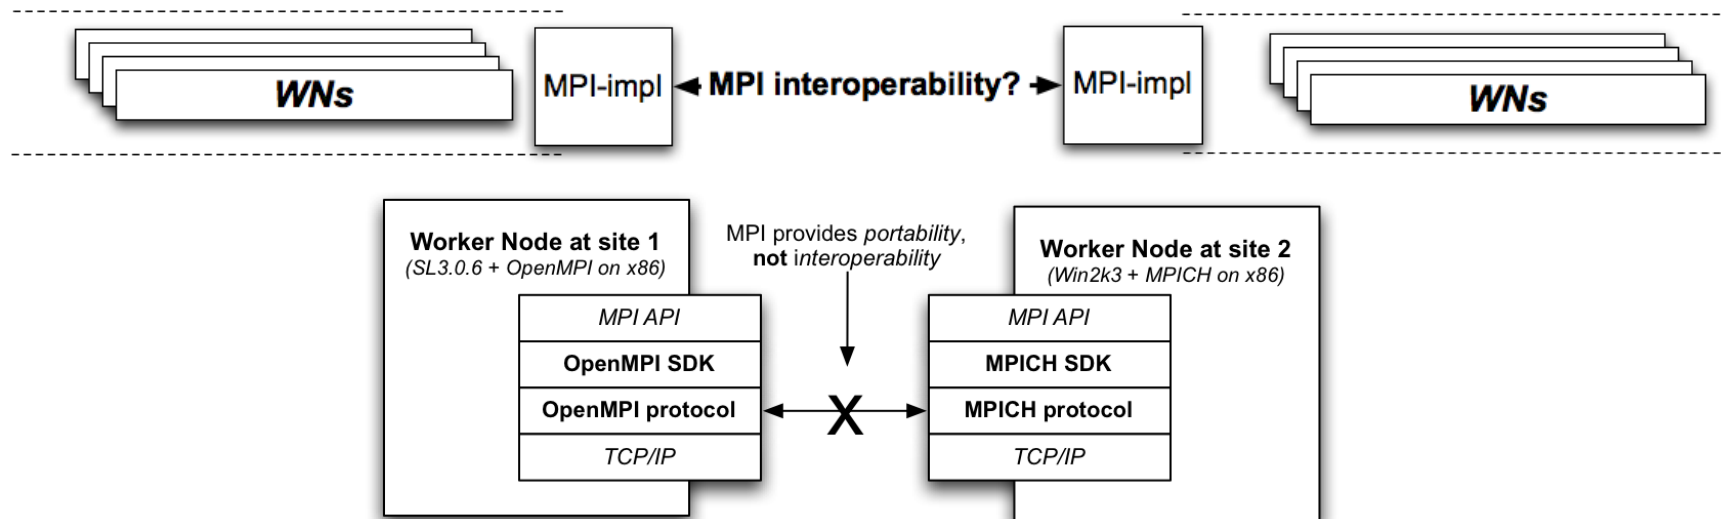 WNs
MPI-impl
MPI interoperability?
MPI-impl
WNs
Worker Node at site 1
(SL3.0.6 + OpenMPI on x86)
MPI API
OpenMPI SDK
OpenMPI protocol
TCP/IP
MPI provides portability,
not interoperability
X
Worker Node at site 2
(Win2k3 + MPICH on x86)
MPI API
MPICH SDK
MPICH protocol
TCP/IP